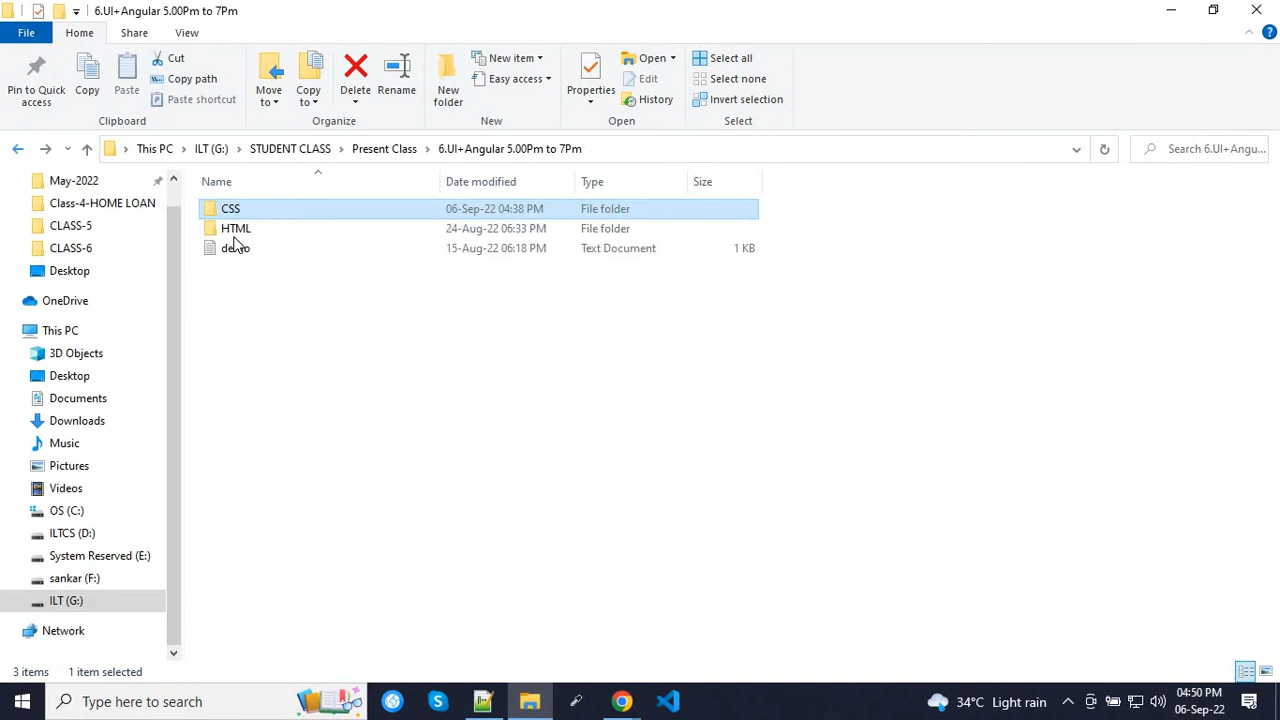 6.UI+Angular 5.00Pm to 7Pm
File Home Share View
Pin to Quick access
Copy
Paste
Cut
Copy path
Paste shortcut
Clipboard
Move to
Copy to
Delete
Rename
Organize
New folder
New item
Easy access
New
Properties
Open
Edit
History
Open
Select all
Select none
Invert selection
Select
This PC ILT (G:) STUDENT CLASS Present Class 6.UI+Angular 5.00Pm to 7Pm
Search 6.UI+Angu...
Name Date modified Type Size
CSS 06-Sep-22 04:38 PM File folder
HTML 24-Aug-22 06:33 PM File folder
15-Aug-22 06:18 PM Text Document 1 KB
May-2022
Class-4-HOME LOAN
CLASS-5
CLASS-6
Desktop
OneDrive
This PC
3D Objects
Desktop
Documents
Downloads
Music
Pictures
Videos
OS (C:)
ILTCS (D:)
System Reserved (E:)
sankar (F:)
ILT (G:)
Network
3 items 1 item selected
Type here to search
34°C Light rain
04:50 PM
06-Sep-22